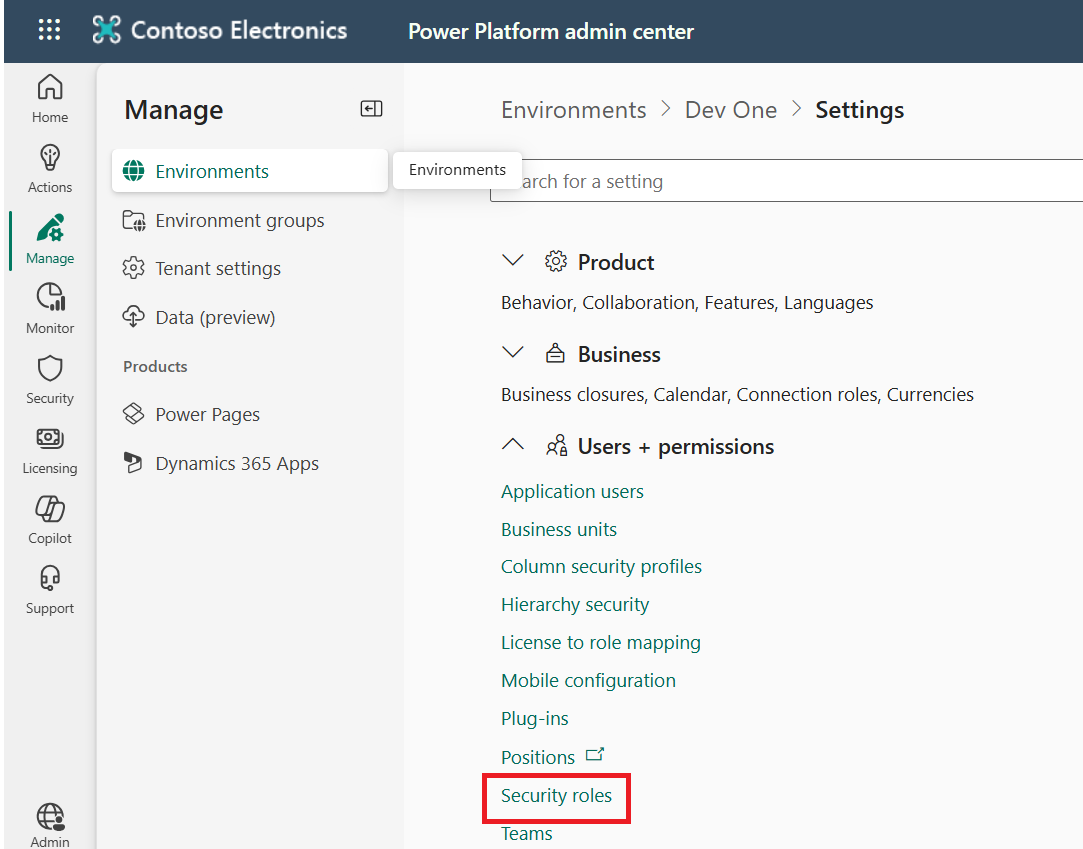 Contoso Electronics
Power Platform admin center
Home
Actions
Manage
Monitor
Security
Licensing
Copilot
Support
Admin
Manage
Environments
Environment groups
Tenant settings
Data (preview)
Products
Power Pages
Dynamics 365 Apps
Environments
Environments > Dev One > Settings
for a setting
Product
Behavior, Collaboration, Features, Languages
Business
Business closures, Calendar, Connection roles, Currencies
Users + permissions
Application users
Business units
Column security profiles
Hierarchy security
License to role mapping
Mobile configuration
Plug-ins
Positions
Security roles
Teams